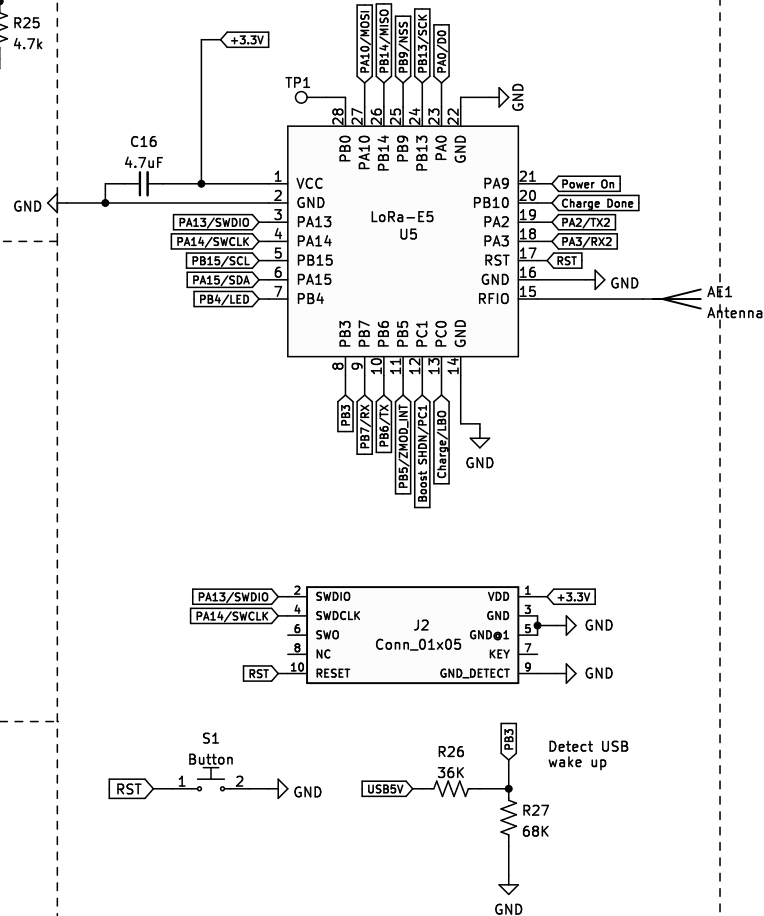 R25
4.7k
+3.3V
PA10/MOSI
PB14/MISO
PB9/NSS
PB13/SCK
PA0/D0
TP1
GND
28
27
26
25
24
23
22
PB0
PA10
PB14
PB9
PB13
PA0
GND
C16
4.7uF
GND
1 VCC
2 GND
PA13/SWDIO 3 PA13
PA14/SWCLK 4 PA14
PB15/SCL 5 PB15
PA15/SDA 6 PA15
PB4/LED 7 PB4
LoRa-E5
U5
PA9 21 Power On
PB10 20 Charge Done
PA2 19 PA2/TX2
PA3 18 PA3/RX2
RST 17 RST
GND 16 GND
RFIO 15
AE1
Antenna
PB3
PB7
PB6
PB5
PC1
PC0
GND
8
9
10
11
12
13
14
PB3
PB7/RX
PB6/TX
PB5/ZMOD_INT
Boost SHDN/PC1
Charge/LBO
GND
PA13/SWDIO 2 SWDIO
PA14/SWCLK 4 SWDCLK
6 SWO
8 NC
RST 10 RESET
J2
Conn_01x05
VDD 1 +3.3V
GND 3
GND@1 5
GND
KEY 7
GND_DETECT 9 GND
S1
Button
RST 1 2 GND
PB3
Detect USB
wake up
R26
36K
USB5V
R27
68K
GND